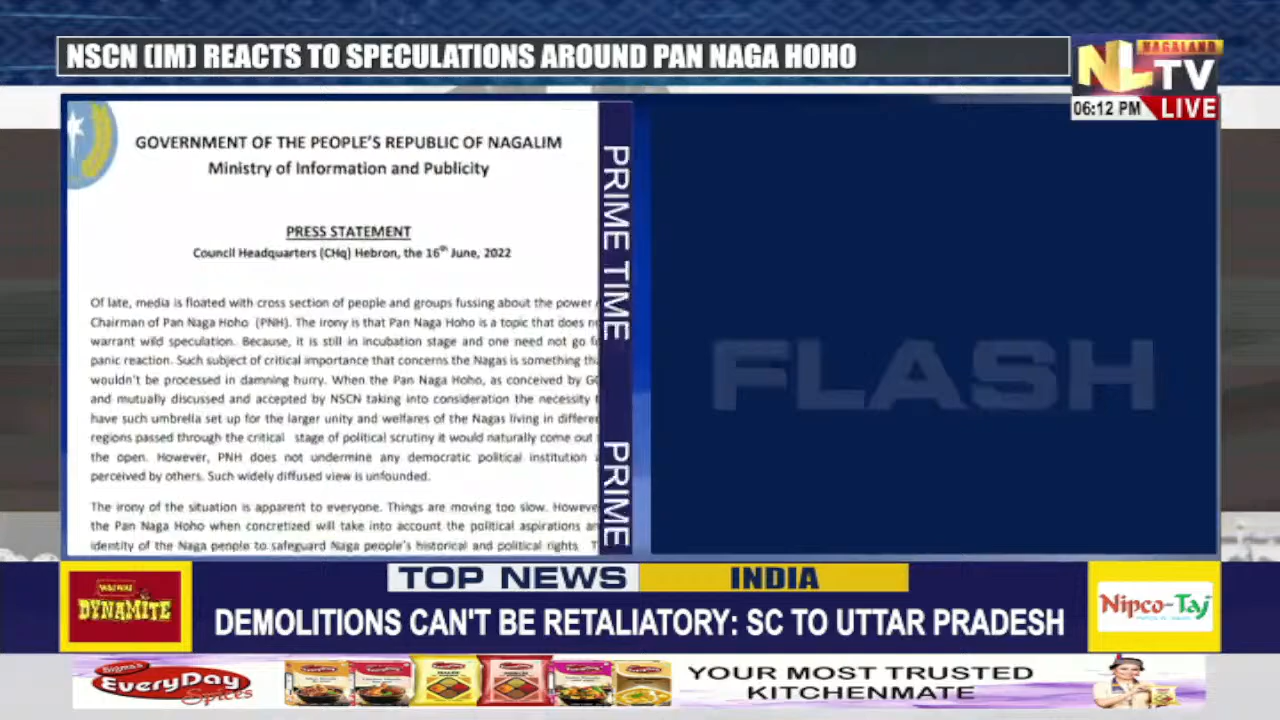 NSCN (IM) REACTS TO SPECULATIONS AROUND PAN NAGA HOHO
NAGALAND
NLTV
06:12 PM LIVE
GOVERNMENT OF THE PEOPLE'S REPUBLIC OF NAGALIM
Ministry of Information and Publicity
PRESS STATEMENT
Council Headquarters (CHq) Hebron, the 16th June, 2022
Of late, media is floated with cross section of people and groups fussing about the power
Chairman of Pan Naga Hoho (PNH). The irony is that Pan Naga Hoho is a topic that does
warrant wild speculation. Because, it is still in incubation stage and one need not go
panic reaction. Such subject of critical importance that concerns the Nagas is something
wouldn't be processed in damning hurry. When the Pan Naga Hoho, as conceived by
and mutually discussed and accepted by NSCN taking into consideration the necessity
have such umbrella set up for the larger unity and welfares of the Nagas living in
regions passed through the critical stage of political scrutiny it would naturally come out
the open. However, PNH does not undermine any democratic political institution
perceived by others. Such widely diffused view is unfounded.
The irony of the situation is apparent to everyone. Things are moving too slow.
the Pan Naga Hoho when concretized will take into account the political aspirations
identity of the Naga people to safeguard Naga people's historical and political rights
PRIME TIME
PRIME
FLASH
TOP NEWS INDIA
WAI WAI
DYNAMITE
DEMOLITIONS CAN'T BE RETALIATORY: SC TO UTTAR PRADESH
Nipco-Taj
EveryDay
Spices
YOUR MOST TRUSTED
KITCHENMATE